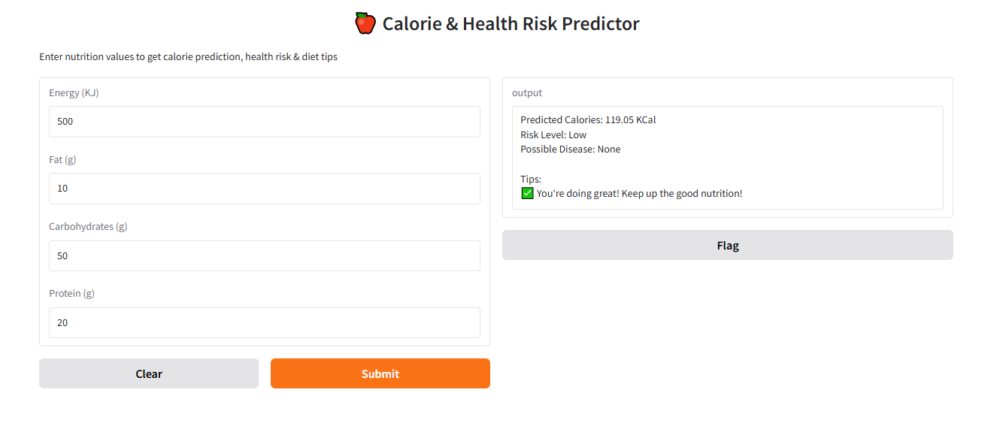 Calorie & Health Risk Predictor
Enter nutrition values to get calorie prediction, health risk & diet tips
Energy (KJ)
500
Fat (g)
10
Carbohydrates (g)
50
Protein (g)
20
Clear
Submit
output
Predicted Calories: 119.05 KCal
Risk Level: Low
Possible Disease: None
Tips:
✅ You're doing great! Keep up the good nutrition!
Flag